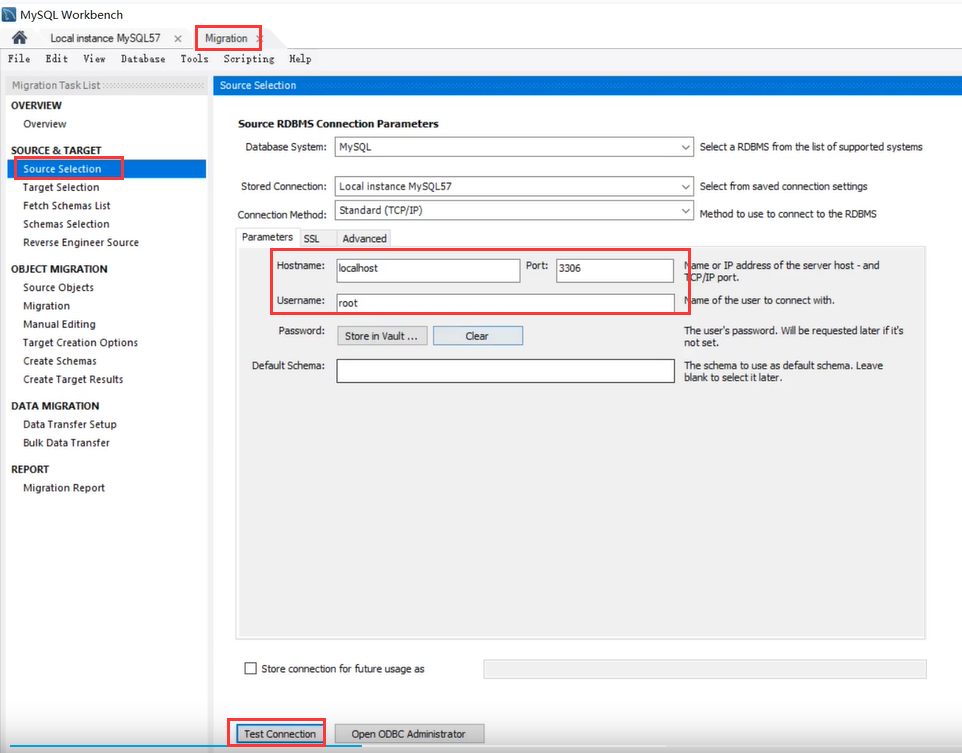 MySQL Workbench
Local instance MySQL57 × Migration ×
File Edit View Database Tools Scripting Help
Migration Task List
OVERVIEW
Overview
SOURCE & TARGET
Source Selection
Target Selection
Fetch Schemas List
Schemas Selection
Reverse Engineer Source
OBJECT MIGRATION
Source Objects
Migration
Manual Editing
Target Creation Options
Create Schemas
Create Target Results
DATA MIGRATION
Data Transfer Setup
Bulk Data Transfer
REPORT
Migration Report
Source Selection
Source RDBMS Connection Parameters
Database System: MySQL Select a RDBMS from the list of supported systems
Stored Connection: Local instance MySQL57 Select from saved connection settings
Connection Method: Standard (TCP/IP) Method to use to connect to the RDBMS
Parameters SSL Advanced
Hostname: localhost Port: 3306 Name or IP address of the server host - and
TCP/IP port.
Username: root Name of the user to connect with.
Password: Store in Vault ... Clear The user's password. Will be requested later if it's
not set.
Default Schema: The schema to use as default schema. Leave
blank to select it later.
Store connection for future usage as
Test Connection Open ODBC Administrator